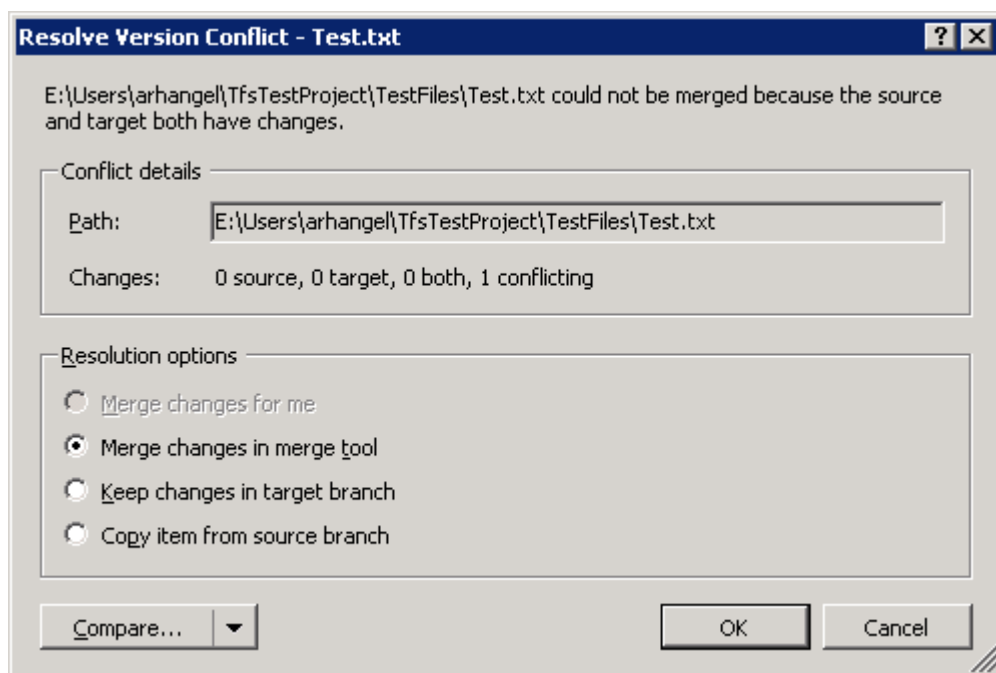 Resolve Version Conflict - Test.txt
E:\Users\arhangel\TfsTestProject\TestFiles\Test.txt could not be merged because the source
and target both have changes.
Conflict details
Path: E:\Users\arhangel\TfsTestProject\TestFiles\Test.txt
Changes: 0 source, 0 target, 0 both, 1 conflicting
Resolution options
Merge changes for me
Merge changes in merge tool
Keep changes in target branch
Copy item from source branch
Compare... OK Cancel